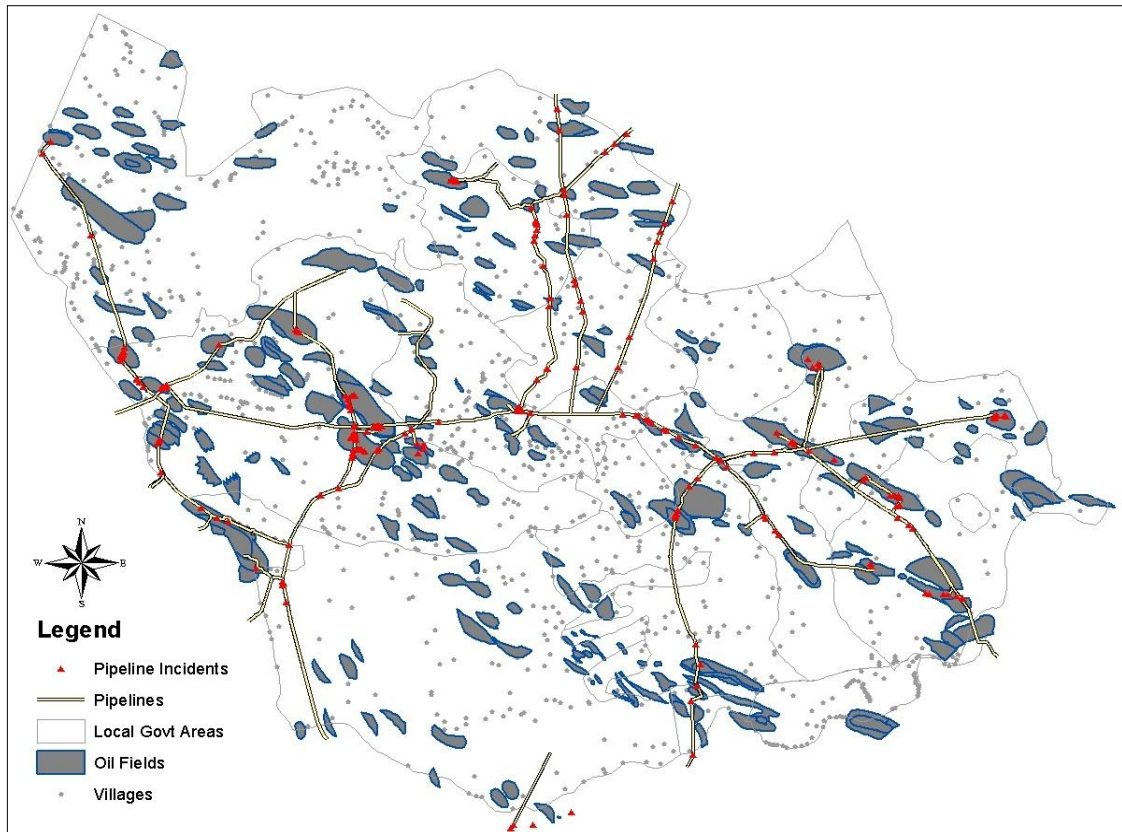 N
W
E
S
Legend
Pipeline Incidents
Pipelines
Local Govt Areas
Oil Fields
Villages